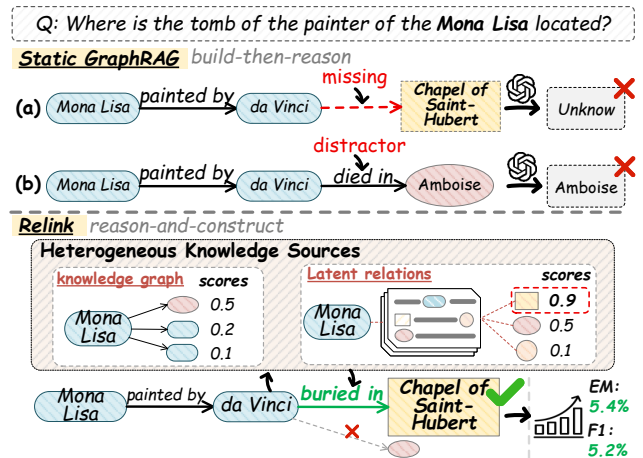 Q: Where is the tomb of the painter of the Mona Lisa located?
Static GraphRAG build-then-reason
missing
(a) Mona Lisa painted by da Vinci Chapel of Saint-Hubert Unknow
distractor
(b) Mona Lisa painted by da Vinci died in Amboise Amboise
Relink reason-and-construct
Heterogeneous Knowledge Sources
knowledge graph scores
Mona Lisa
0.5
0.2
0.1
Latent relations scores
Mona Lisa
0.9
0.5
0.1
Mona Lisa painted by da Vinci buried in Chapel of Saint-Hubert
EM:
5.4%
F1:
5.2%